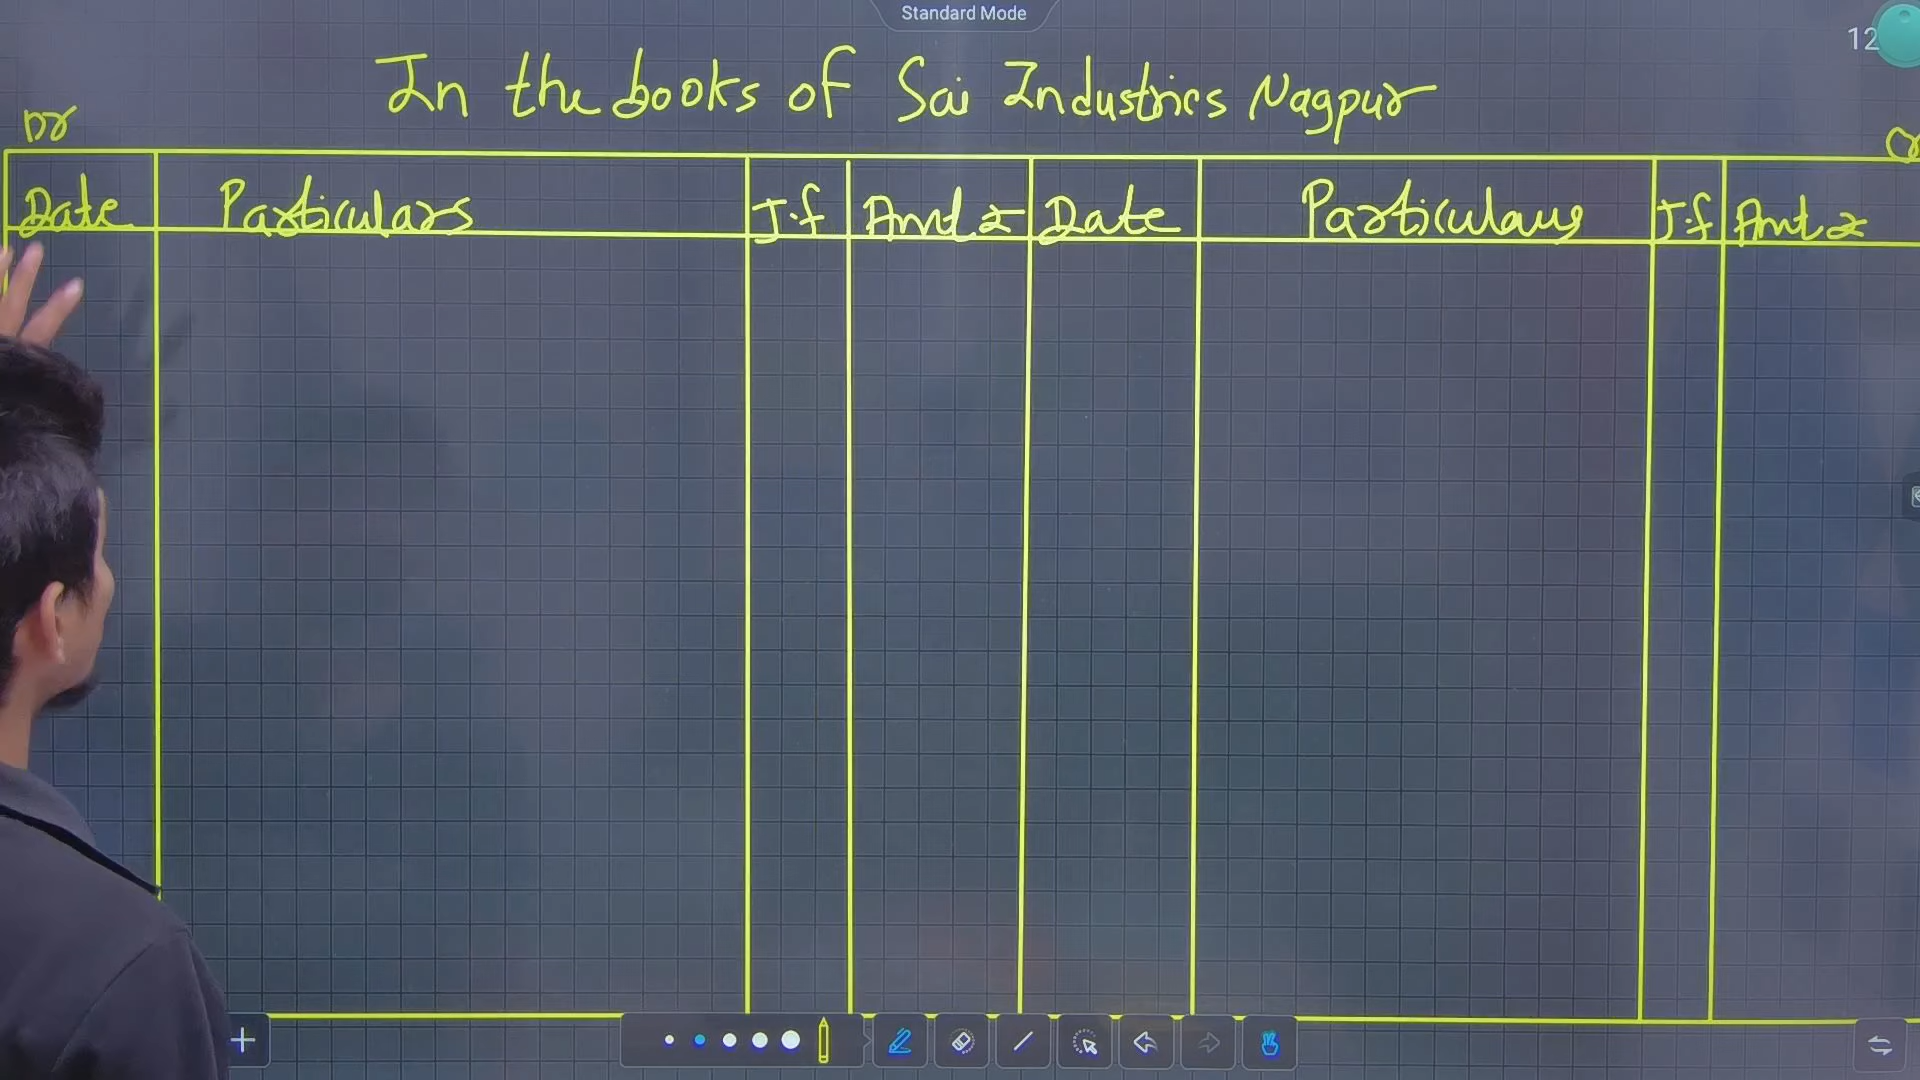 Standard Mode
12
In the books of Sai Industries Nagpur
Dr Cr
Date Particulars J.f Amt ₹ Date Particulars J.f Amt ₹